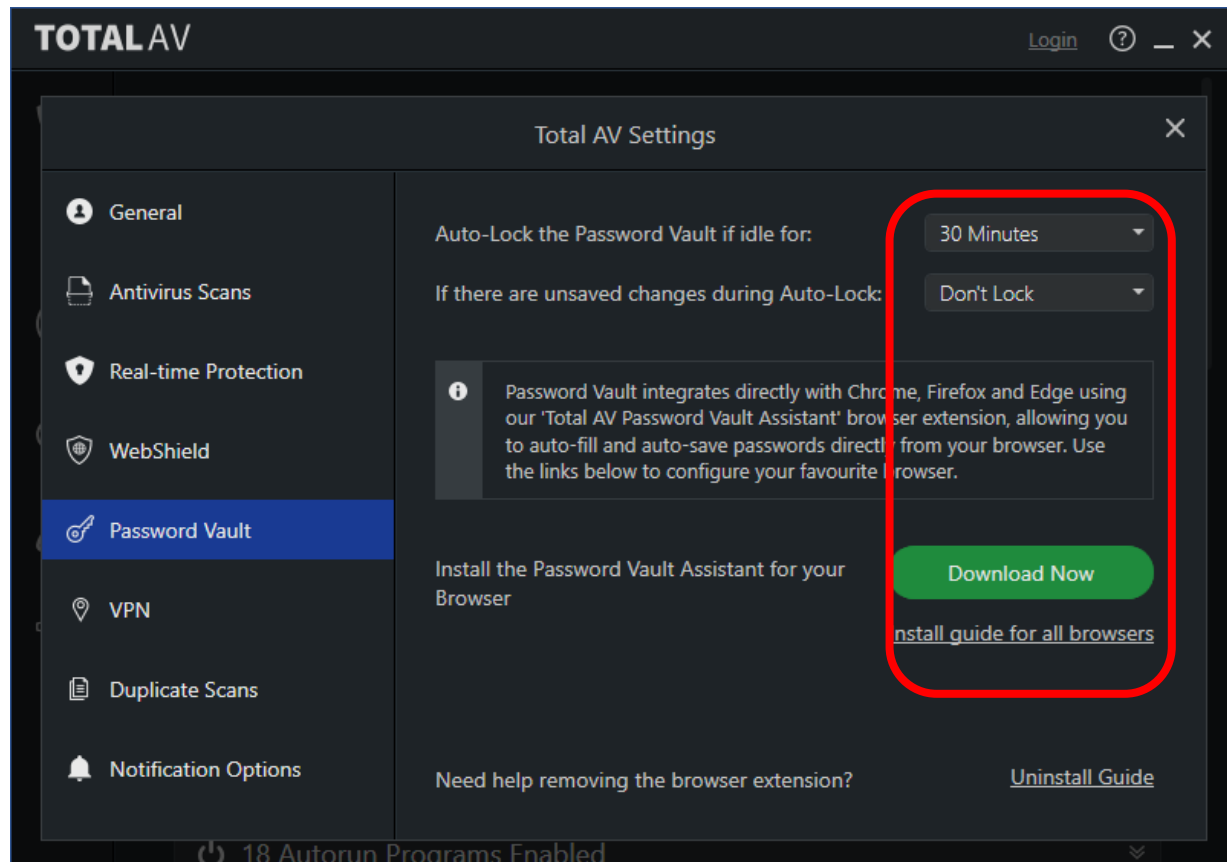 TOTAL AV
Login
Total AV Settings
General
Antivirus Scans
Real-time Protection
WebShield
Password Vault
VPN
Duplicate Scans
Notification Options
Auto-Lock the Password Vault if idle for: 30 Minutes
If there are unsaved changes during Auto-Lock: Don't Lock
Password Vault integrates directly with Chrome, Firefox and Edge using
our 'Total AV Password Vault Assistant' browser extension, allowing you
to auto-fill and auto-save passwords directly from your browser. Use
the links below to configure your favourite browser.
Install the Password Vault Assistant for your
Browser
Download Now
Install guide for all browsers
Need help removing the browser extension? Uninstall Guide
18 Autorun Programs Enabled